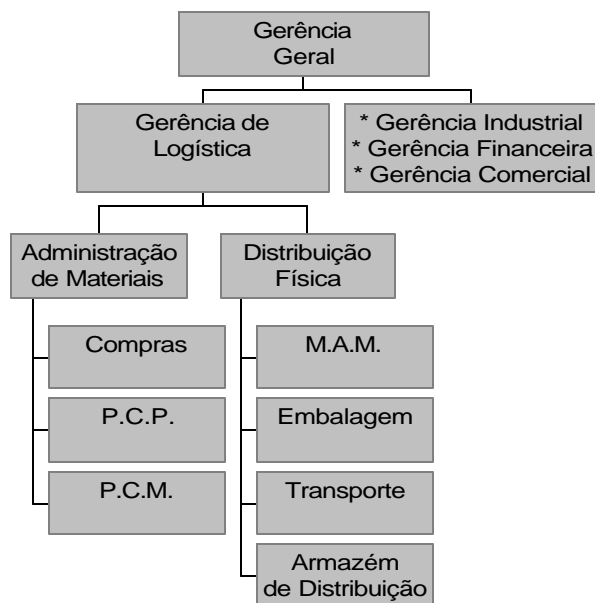 Gerência
Geral
Gerência de
Logística
* Gerência Industrial
* Gerência Financeira
* Gerência Comercial
Administração
de Materiais
Distribuição
Física
Compras
P.C.P.
P.C.M.
M.A.M.
Embalagem
Transporte
Armazém
de Distribuição